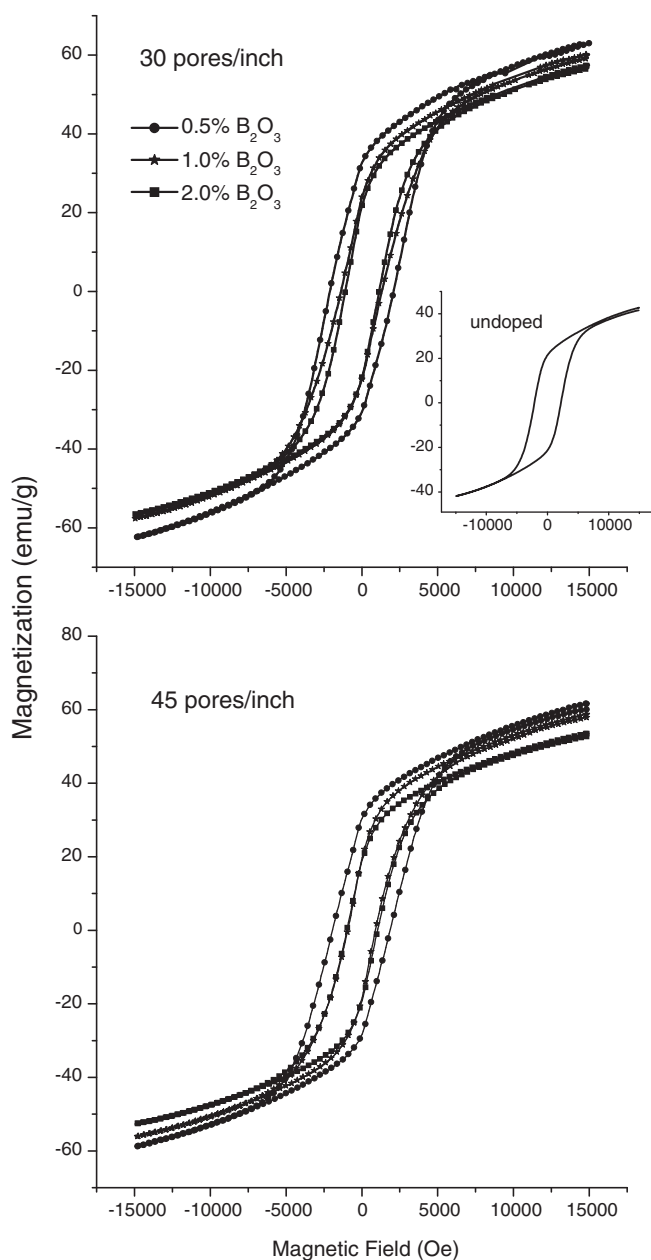 30 pores/inch
0.5% B₂O₃
1.0% B₂O₃
2.0% B₂O₃
60
40
20
0
-20
-40
-60
-15000 -10000 -5000 0 5000 10000 15000
undoped
40
20
0
-20
-40
-10000 0 10000
Magnetization (emu/g)
45 pores/inch
80
60
40
20
0
-20
-40
-60
-15000 -10000 -5000 0 5000 10000 15000
Magnetic Field (Oe)